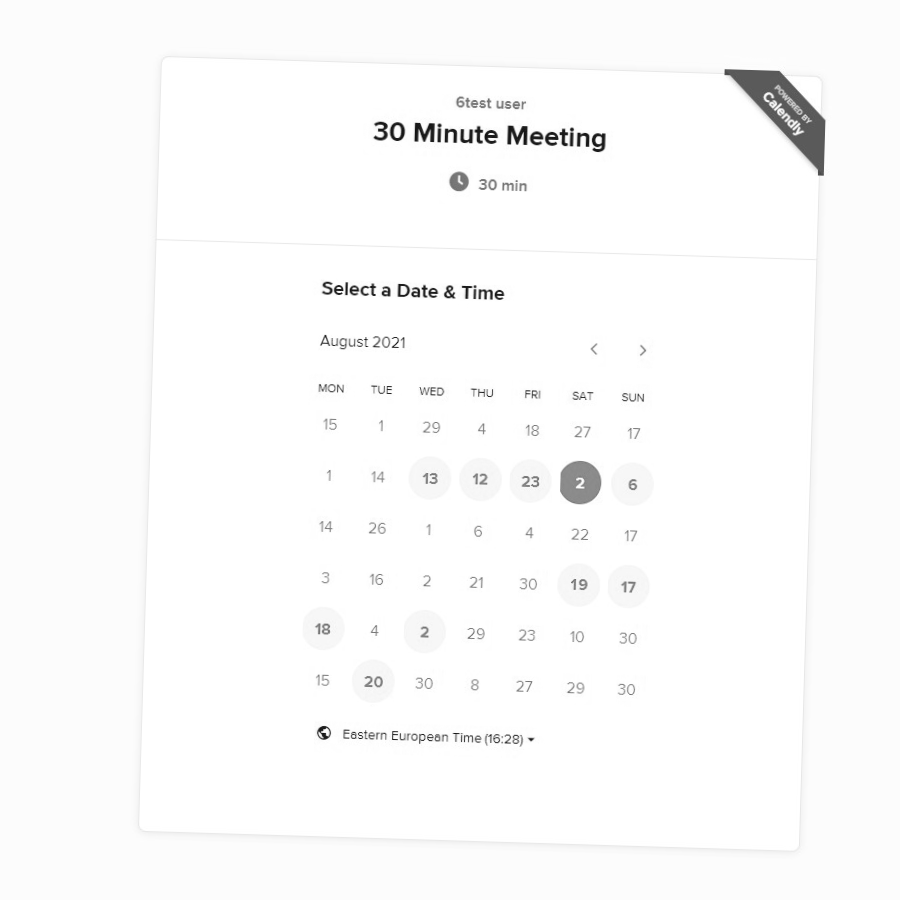 6test user
POWERED BY
Calendly
30 Minute Meeting
30 min
Select a Date & Time
August 2021
MON TUE WED THU FRI SAT SUN
15 1 29 4 18 27 17
1 14 13 12 23 2 6
14 26 1 6 4 22 17
3 16 2 21 30 19 17
18 4 2 29 23 10 30
15 20 30 8 27 29 30
Eastern European Time (16:28)